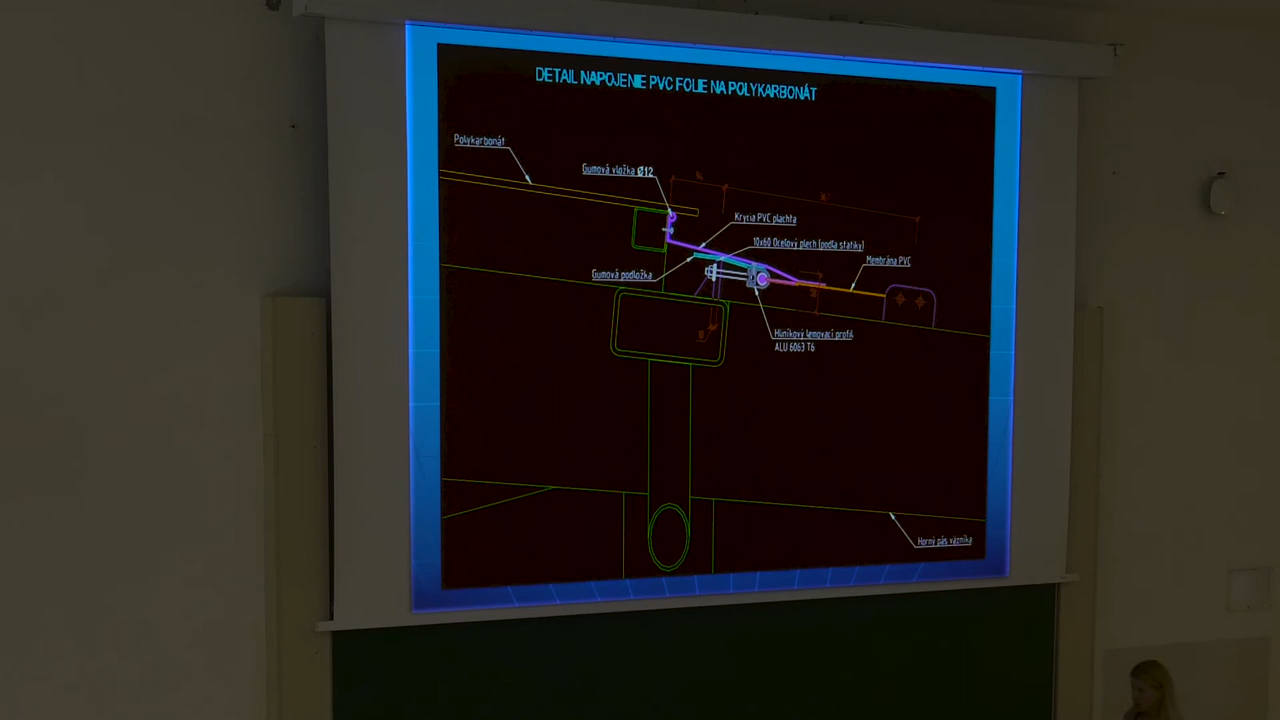 DETAIL NAPOJENIE PVC FOLIE NA POLYKARBONÁT
Polykarbonát
Gumová vložka Ø12
Krycia PVC plachta
10x60 Oceľový plech (podľa statiky)
Membrána PVC
Gumová podložka
Hliníkový lemovací profil
ALU 6063 T6
Horný pás väzníka